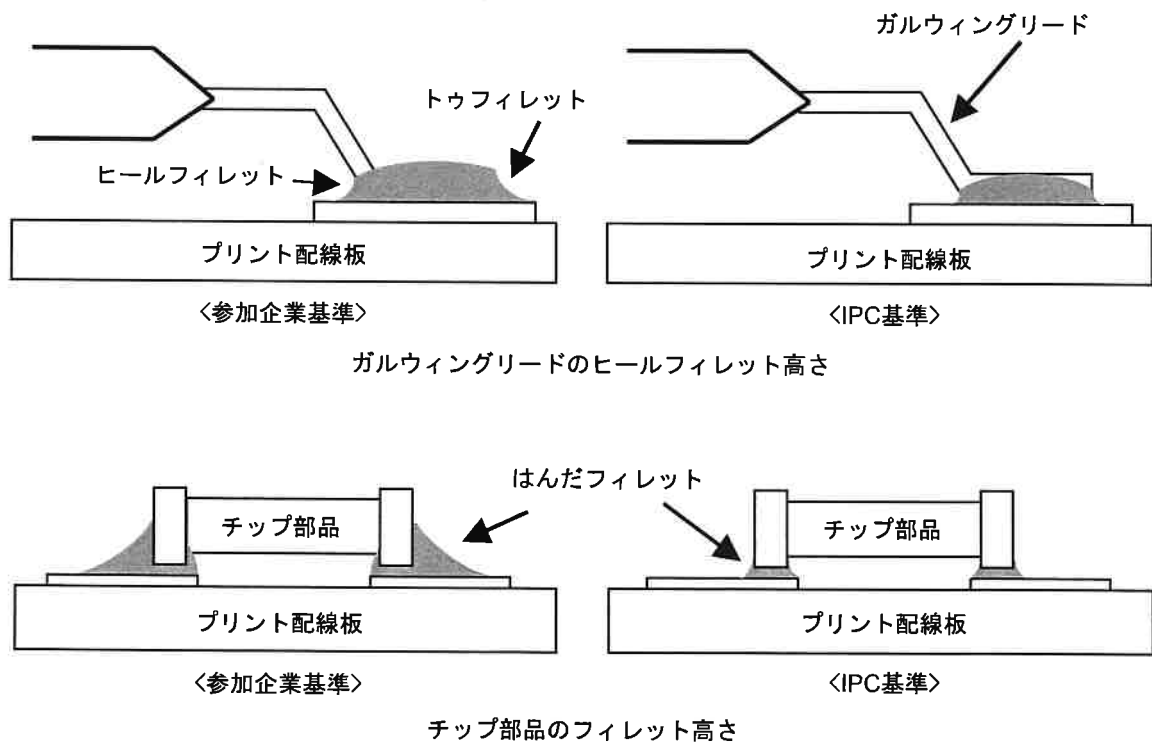 ガルウィングリード
トゥフィレット
ヒールフィレット
プリント配線板
プリント配線板
〈参加企業基準〉
〈IPC基準〉
ガルウィングリードのヒールフィレット高さ
はんだフィレット
チップ部品
チップ部品
プリント配線板
プリント配線板
〈参加企業基準〉
〈IPC基準〉
チップ部品のフィレット高さ